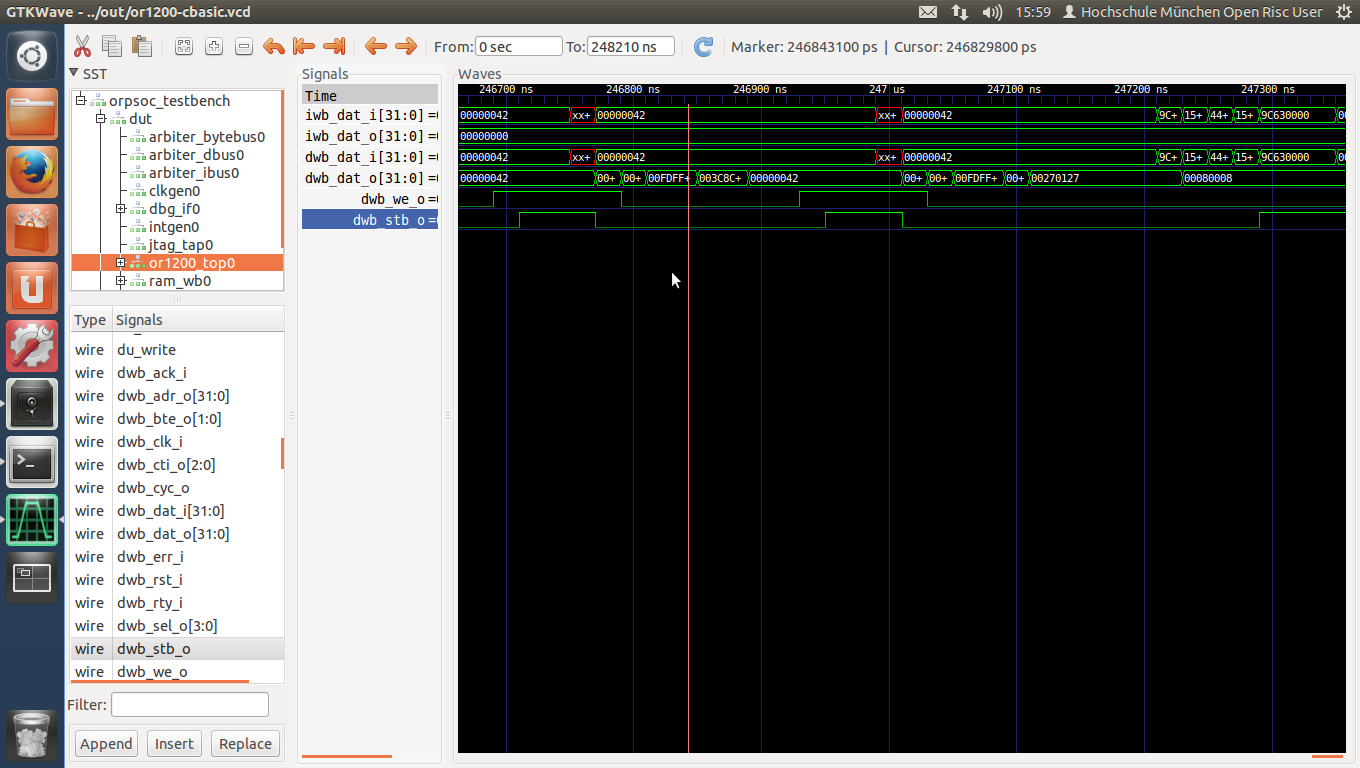 GTKWave - ../out/or1200-cbasic.vcd
15:59 Hochschule München Open Risc User
From: 0 sec To: 248210 ns Marker: 246843100 ps | Cursor: 246829800 ps
SST
orpsoc_testbench
dut
arbiter_bytebus0
arbiter_dbus0
arbiter_ibus0
clkgen0
dbg_if0
intgen0
jtag_tap0
or1200_top0
ram_wb0
Type Signals
wire du_write
wire dwb_ack_i
wire dwb_adr_o[31:0]
wire dwb_bte_o[1:0]
wire dwb_clk_i
wire dwb_cti_o[2:0]
wire dwb_cyc_o
wire dwb_dat_i[31:0]
wire dwb_dat_o[31:0]
wire dwb_err_i
wire dwb_rst_i
wire dwb_rty_i
wire dwb_sel_o[3:0]
wire dwb_stb_o
wire dwb_we_o
Filter:
Append Insert Replace
Signals
Time
iwb_dat_i[31:0] =
iwb_dat_o[31:0] =
dwb_dat_i[31:0] =
dwb_dat_o[31:0] =
dwb_we_o =
dwb_stb_o =
Waves
246700 ns 246800 ns 246900 ns 247 us 247100 ns 247200 ns 247300 ns
00000042 xx+ 00000042 xx+ 00000042 9C+ 15+ 44+ 15+ 9C630000
00000000
00000042 xx+ 00000042 xx+ 00000042 9C+ 15+ 44+ 15+ 9C630000
00000042 00+ 00+ 00FDFF+ 003C8C+ 00000042 00+ 00+ 00FDFF+ 00+ 00270127 00080008